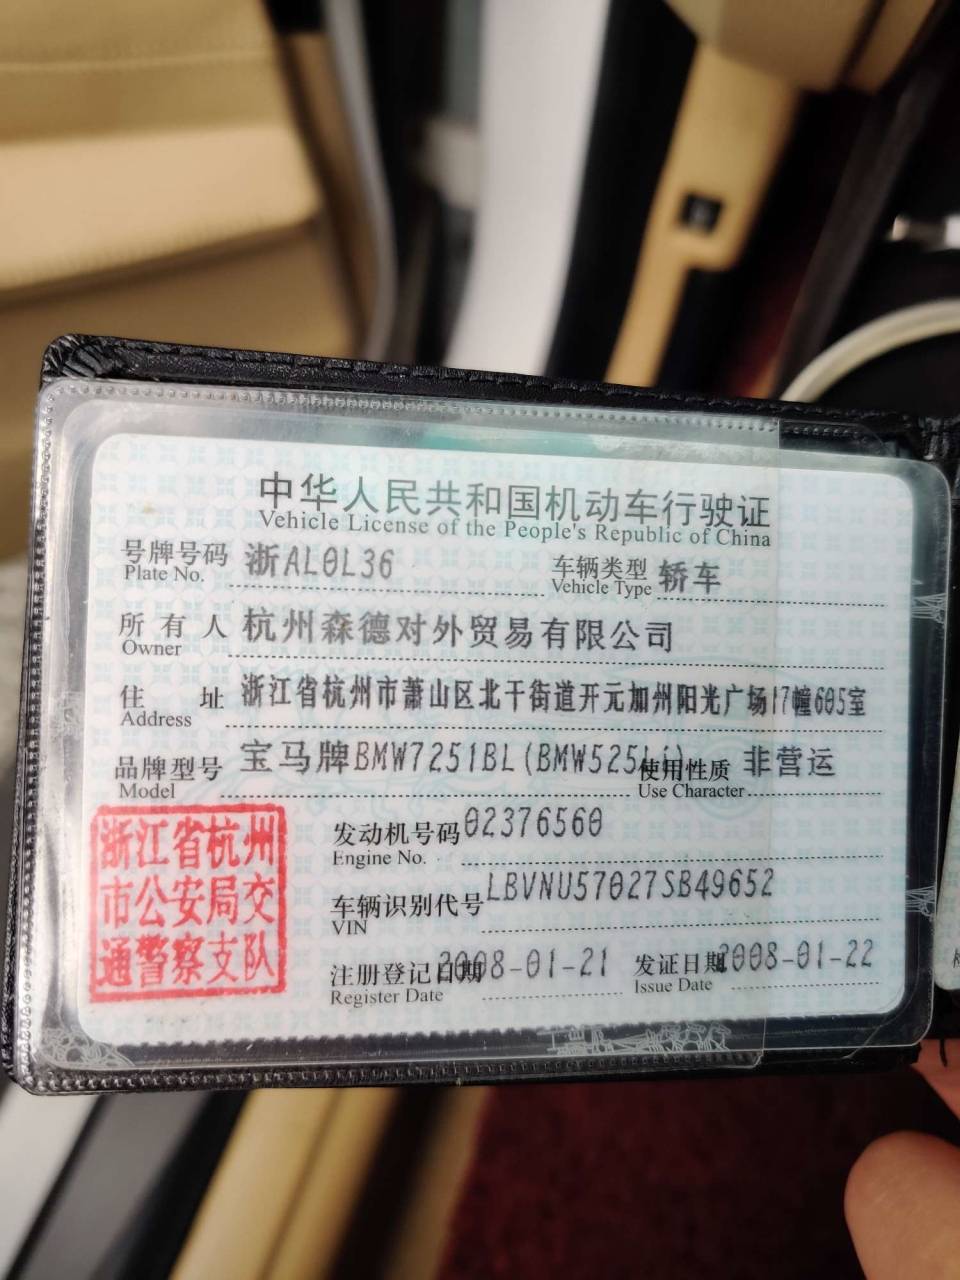 中华人民共和国机动车行驶证
Vehicle License of the People's Republic of China
号牌号码 浙AL0L36 车辆类型 轿车
Plate No. Vehicle Type
所有人 杭州森德对外贸易有限公司
Owner
住址 浙江省杭州市萧山区北干街道开元加州阳光广场17幢605室
Address
品牌型号 宝马牌BMW7251BL(BMW525Li) 使用性质 非营运
Model Use Character
浙江省杭州
市公安局交
通警察支队
发动机号码 02376560
Engine No.
车辆识别代号 LBVNU57027SB49652
VIN
注册登记日期 2008-01-21 发证日期 2008-01-22
Register Date Issue Date